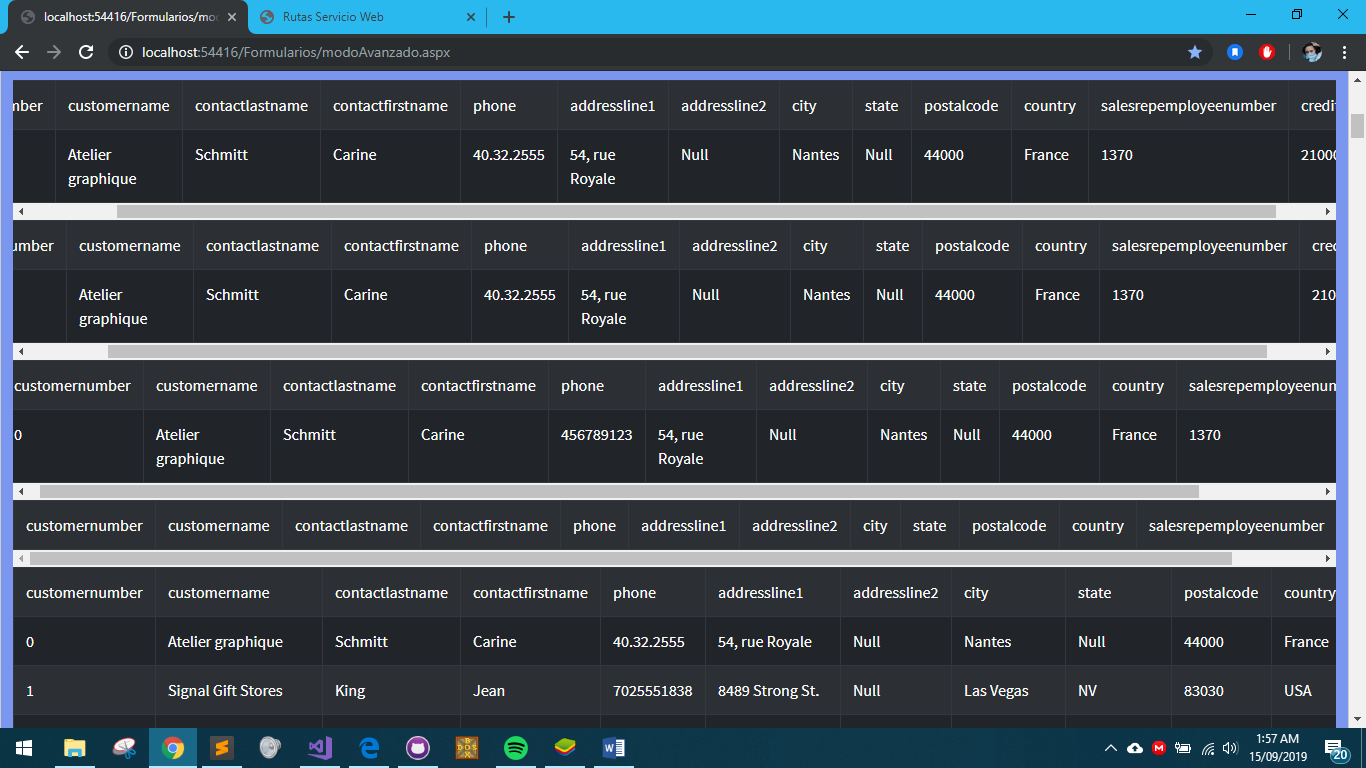 localhost:54416/Formularios/mod
Rutas Servicio Web
localhost:54416/Formularios/modoAvanzado.aspx
mber customername contactlastname contactfirstname phone addressline1 addressline2 city state postalcode country salesrepemployeenumber credi
Atelier graphique Schmitt Carine 40.32.2555 54, rue Royale Null Nantes Null 44000 France 1370 2100
umber customername contactlastname contactfirstname phone addressline1 addressline2 city state postalcode country salesrepemployeenumber cred
Atelier graphique Schmitt Carine 40.32.2555 54, rue Royale Null Nantes Null 44000 France 1370 210
customernumber customername contactlastname contactfirstname phone addressline1 addressline2 city state postalcode country salesrepemployeenum
0 Atelier graphique Schmitt Carine 456789123 54, rue Royale Null Nantes Null 44000 France 1370
customernumber customername contactlastname contactfirstname phone addressline1 addressline2 city state postalcode country salesrepemployeenumber
customernumber customername contactlastname contactfirstname phone addressline1 addressline2 city state postalcode country
0 Atelier graphique Schmitt Carine 40.32.2555 54, rue Royale Null Nantes Null 44000 France
1 Signal Gift Stores King Jean 7025551838 8489 Strong St. Null Las Vegas NV 83030 USA
1:57 AM
15/09/2019
20